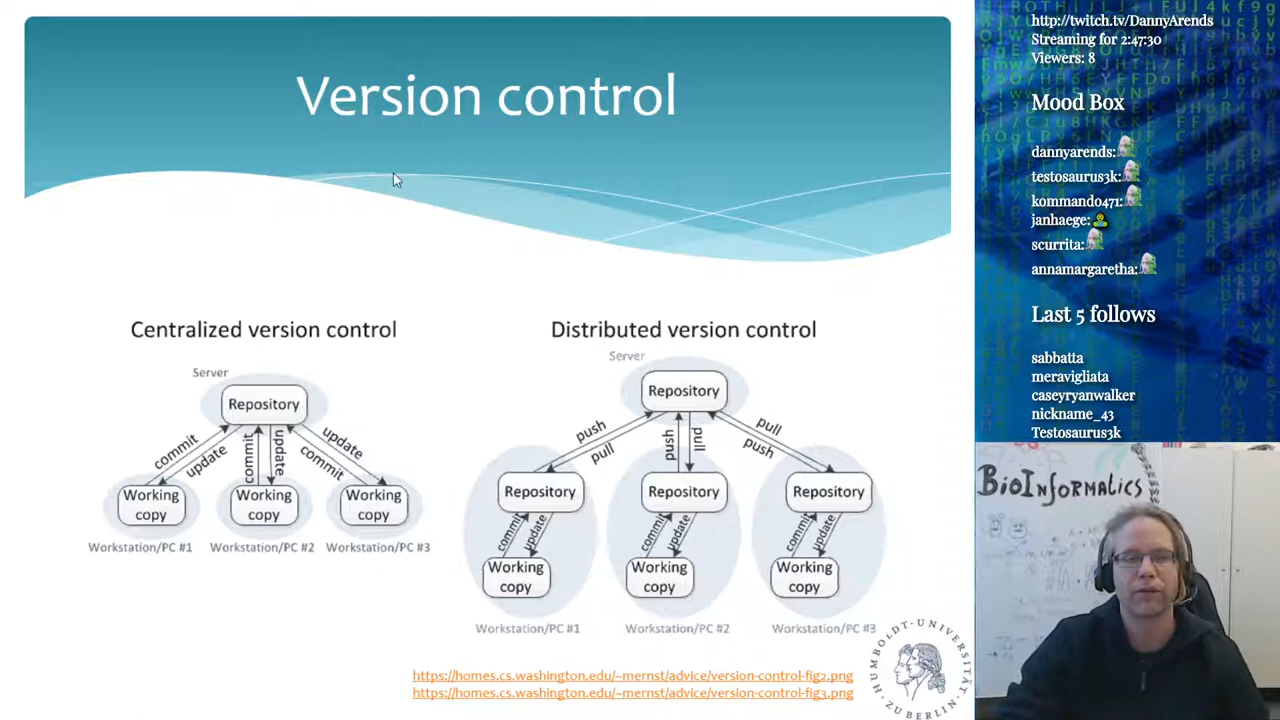 Version control
Centralized version control
Server
Repository
commit
update
commit
update
update
commit
Working
copy
Working
copy
Working
copy
Workstation/PC #1
Workstation/PC #2
Workstation/PC #3
Distributed version control
Server
Repository
push
pull
push
pull
pull
push
Repository
Repository
Repository
commit
update
commit
update
commit
update
Working
copy
Working
copy
Working
copy
Workstation/PC #1
Workstation/PC #2
Workstation/PC #3
https://homes.cs.washington.edu/~mernst/advice/version-control-fig2.png
https://homes.cs.washington.edu/~mernst/advice/version-control-fig3.png
HUMBOLDT-UNIVERSITÄT
ZU BERLIN
http://twitch.tv/DannyArends
Streaming for 2:47:30
Viewers: 8
Mood Box
dannyarends:
testosaurus3k:
kommando471:
janhaege:
scurrita:
annamargaretha:
Last 5 follows
sabbatta
meravigliata
caseyryanwalker
nickname_43
Testosaurus3k
BioInformatics